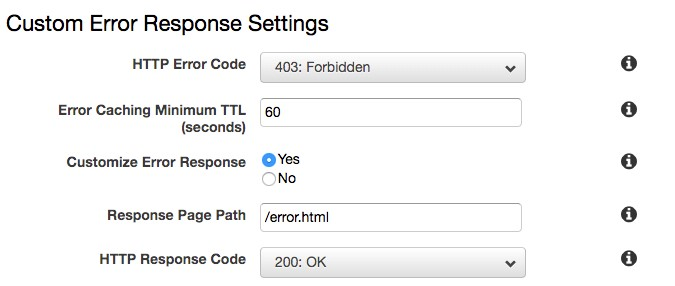 Custom Error Response Settings
HTTP Error Code
403: Forbidden
Error Caching Minimum TTL
(seconds)
60
Customize Error Response
Yes
No
Response Page Path
/error.html
HTTP Response Code
200: OK